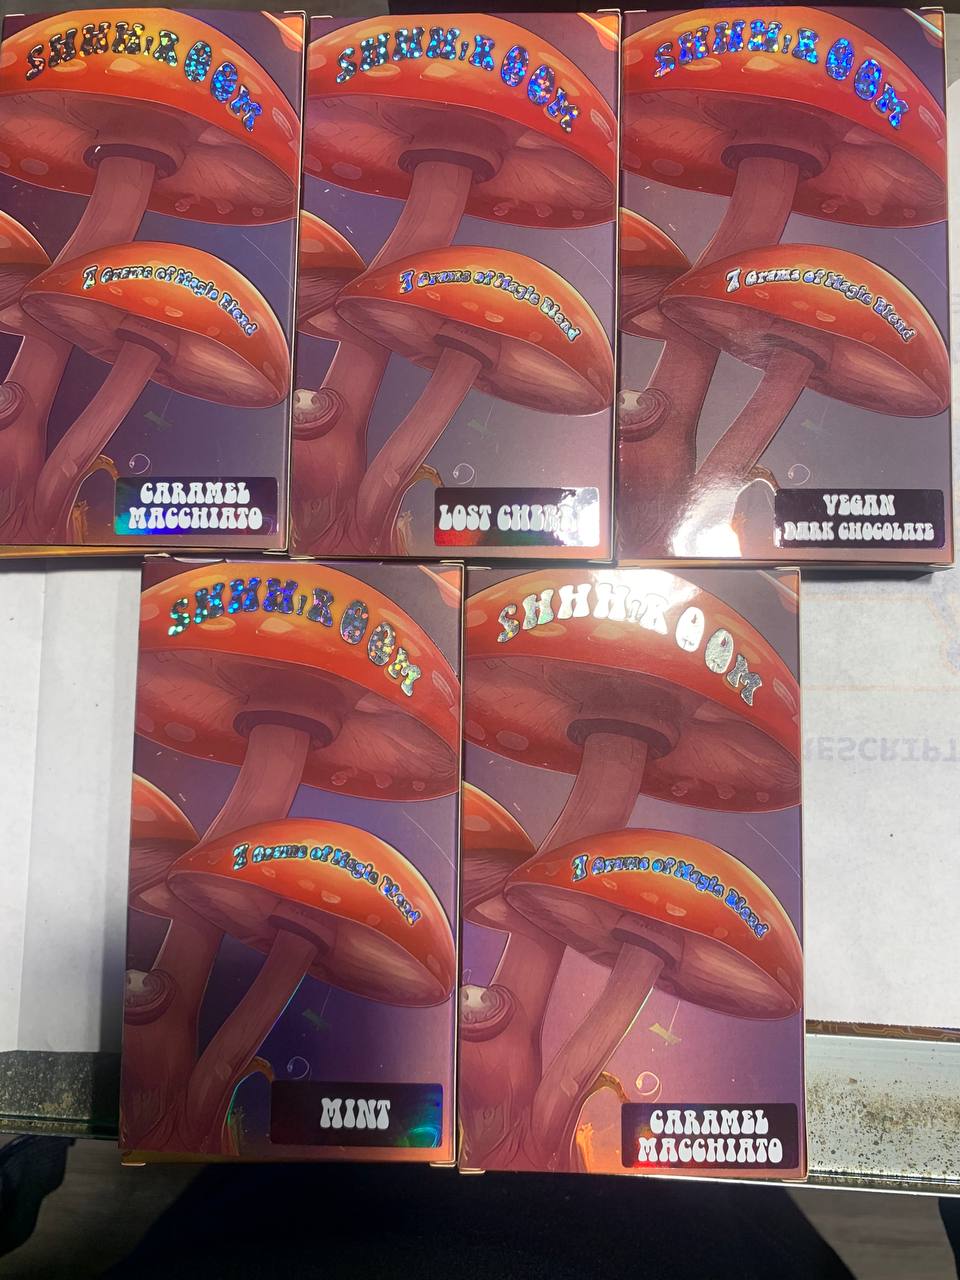 SHHH!ROOM
7 Grams of Magic Blend
CARAMEL
MACCHIATO
SHHH!ROOM
7 Grams of Magic Blend
LOST
SHHH!ROOM
7 Grams of Magic Blend
VEGAN
DARK CHOCOLATE
SHHH!ROOM
7 Grams of Magic Blend
MINT
SHHH!ROOM
7 Grams of Magic Blend
CARAMEL
MACCHIATO